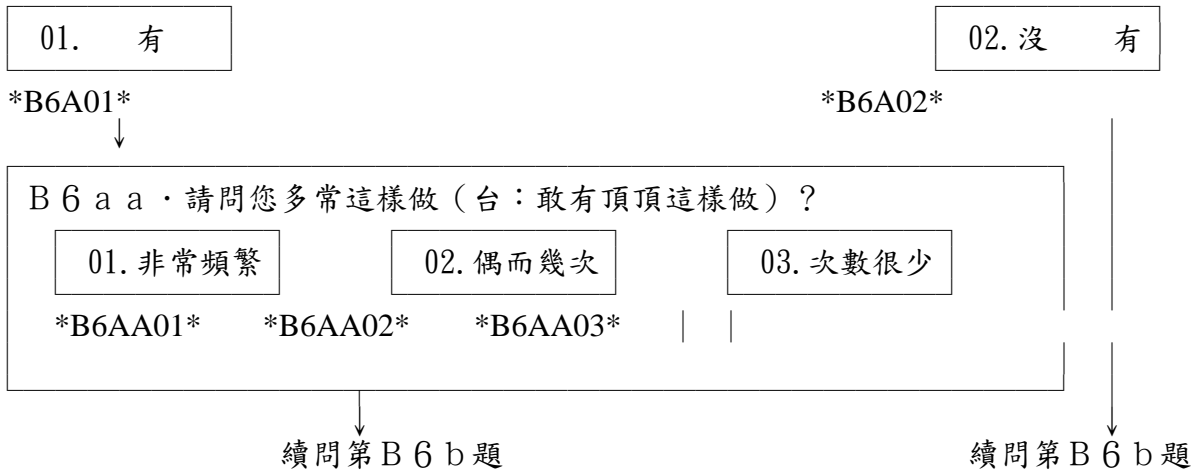 01. 有 02.沒 有
*B6A01* *B6A02*
B6aa．請問您多常這樣做（台：敢有頂頂這樣做）？
01.非常頻繁 02.偶而幾次 03.次數很少
*B6AA01* *B6AA02* *B6AA03*
續問第B6b題 續問第B6b題